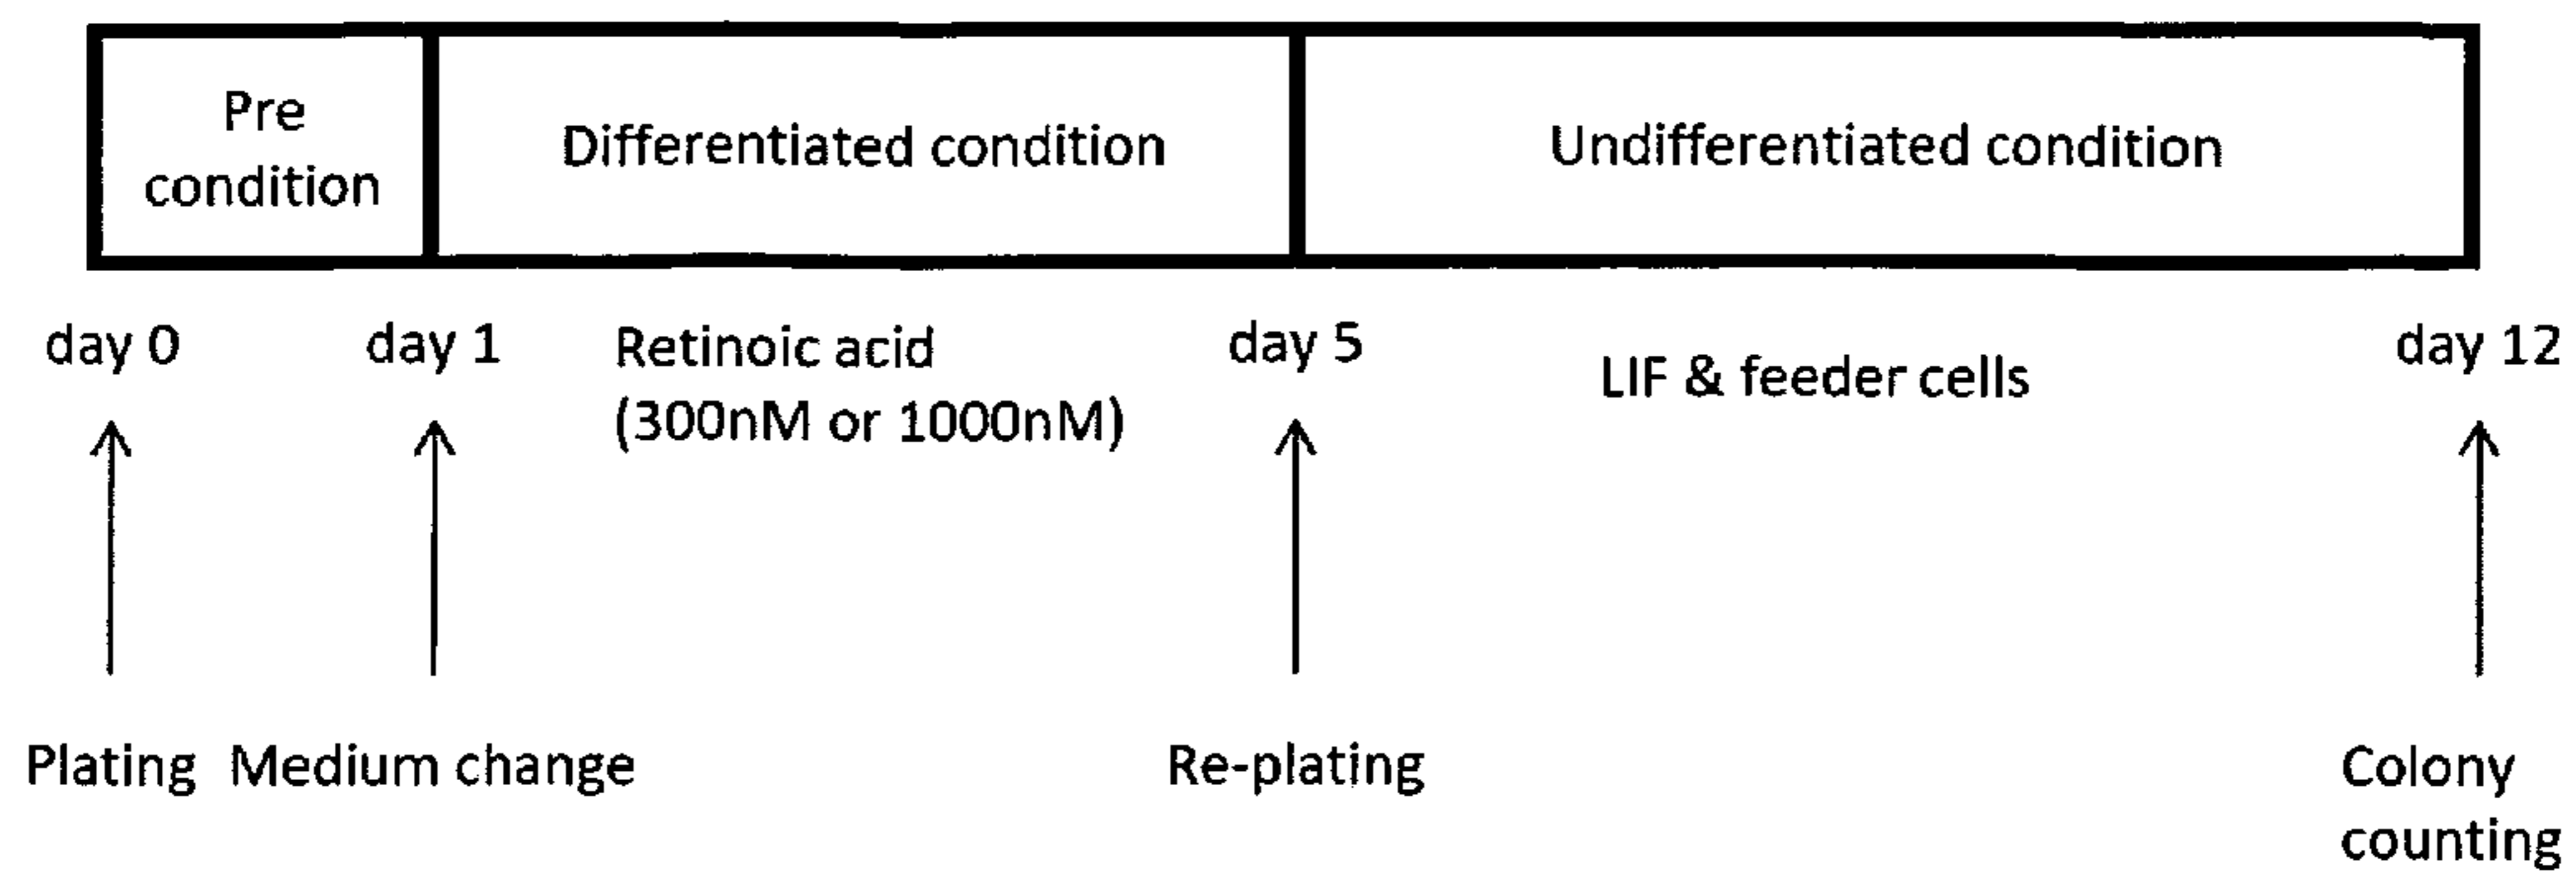 Pre
condition
Differentiated condition
Undifferentiated condition
day 0
day 1
Retinoic acid
(300nM or 1000nM)
day 5
LIF & feeder cells
day 12
Plating
Medium change
Re-plating
Colony
counting